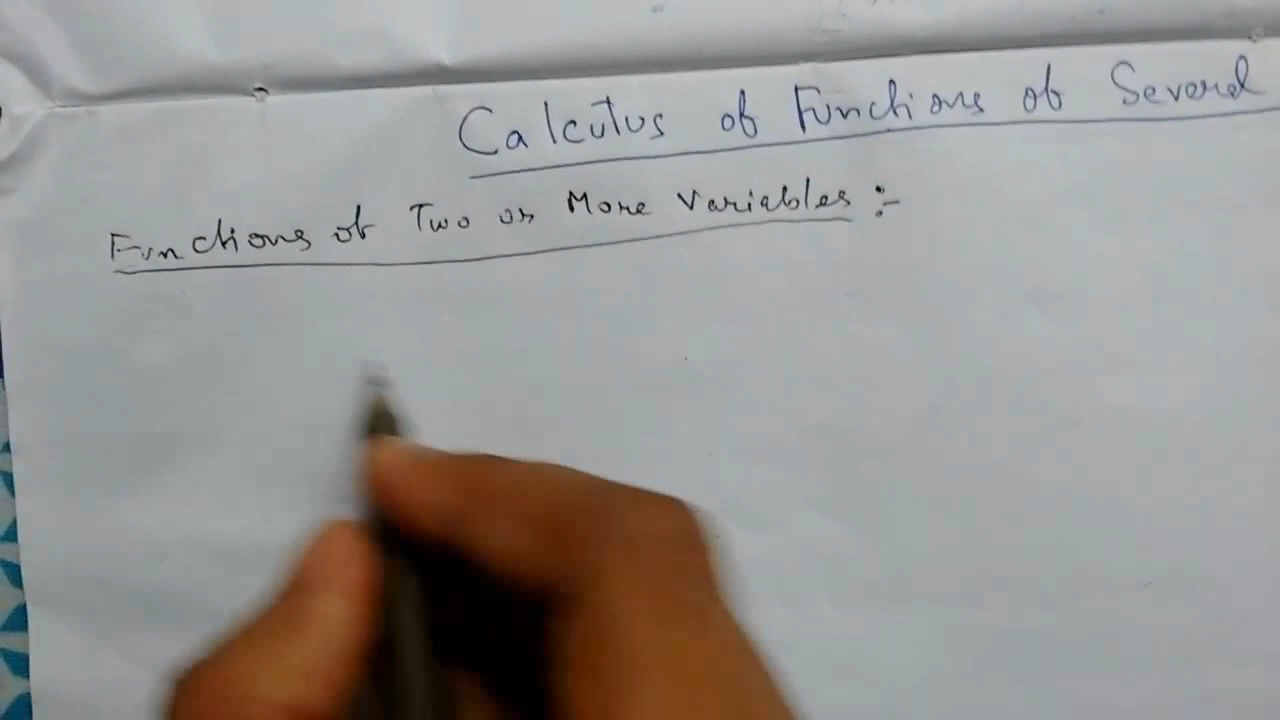 Calculus of Functions of Several
Functions of Two or More Variables :-